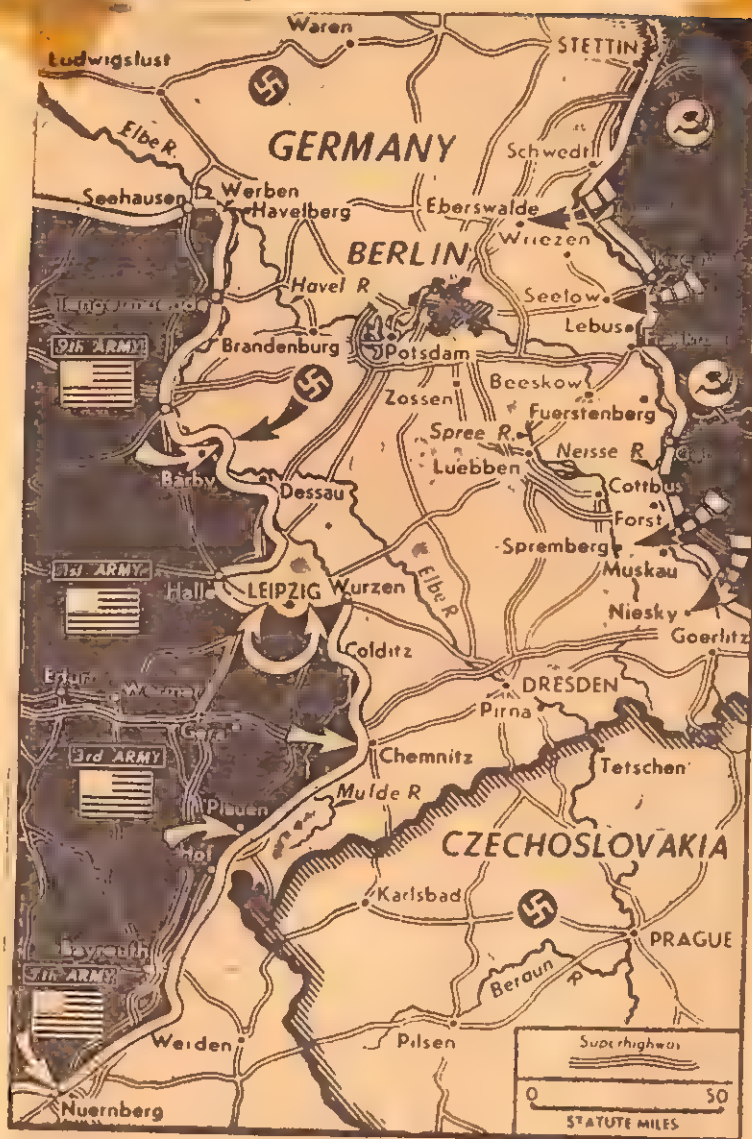 Waren
STETTIN
Ludwigslust
Elbe R.
GERMANY
Schwedt
Seehausen
Werben
Havelberg
Eberswalde
Wriezen
BERLIN
Havel R
Seelow
Lebus
9th ARMY
Brandenburg
Potsdam
Beeskow
Zossen
Fuerstenberg
Spree R.
Neisse R
Luebben
Barby
Dessau
Cottbus
Forst
Spremberg
1st ARMY
Muskau
Halle
LEIPZIG
Wurzen
Elbe R
Niesky
Goerlitz
Colditz
Erfurt
DRESDEN
Pirna
Gera
3rd ARMY
Chemnitz
Tetschen
Mulde R
Plauen
Hof
CZECHOSLOVAKIA
Karlsbad
PRAGUE
Bayreuth
Beraun R
Weiden
Pilsen
Superhighway
0 50
STATUTE MILES
Nuernberg